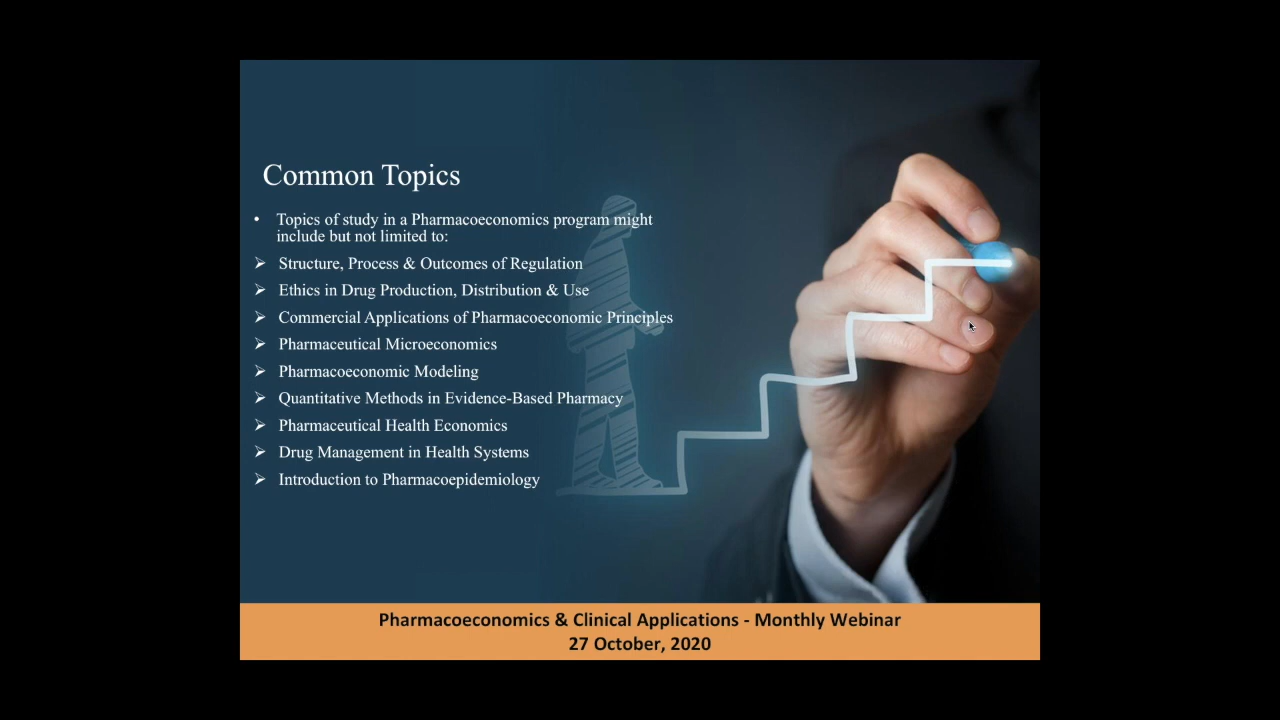 Common Topics
• Topics of study in a Pharmacoeconomics program might
include but not limited to:
➢ Structure, Process & Outcomes of Regulation
➢ Ethics in Drug Production, Distribution & Use
➢ Commercial Applications of Pharmacoeconomic Principles
➢ Pharmaceutical Microeconomics
➢ Pharmacoeconomic Modeling
➢ Quantitative Methods in Evidence-Based Pharmacy
➢ Pharmaceutical Health Economics
➢ Drug Management in Health Systems
➢ Introduction to Pharmacoepidemiology
Pharmacoeconomics & Clinical Applications - Monthly Webinar
27 October, 2020